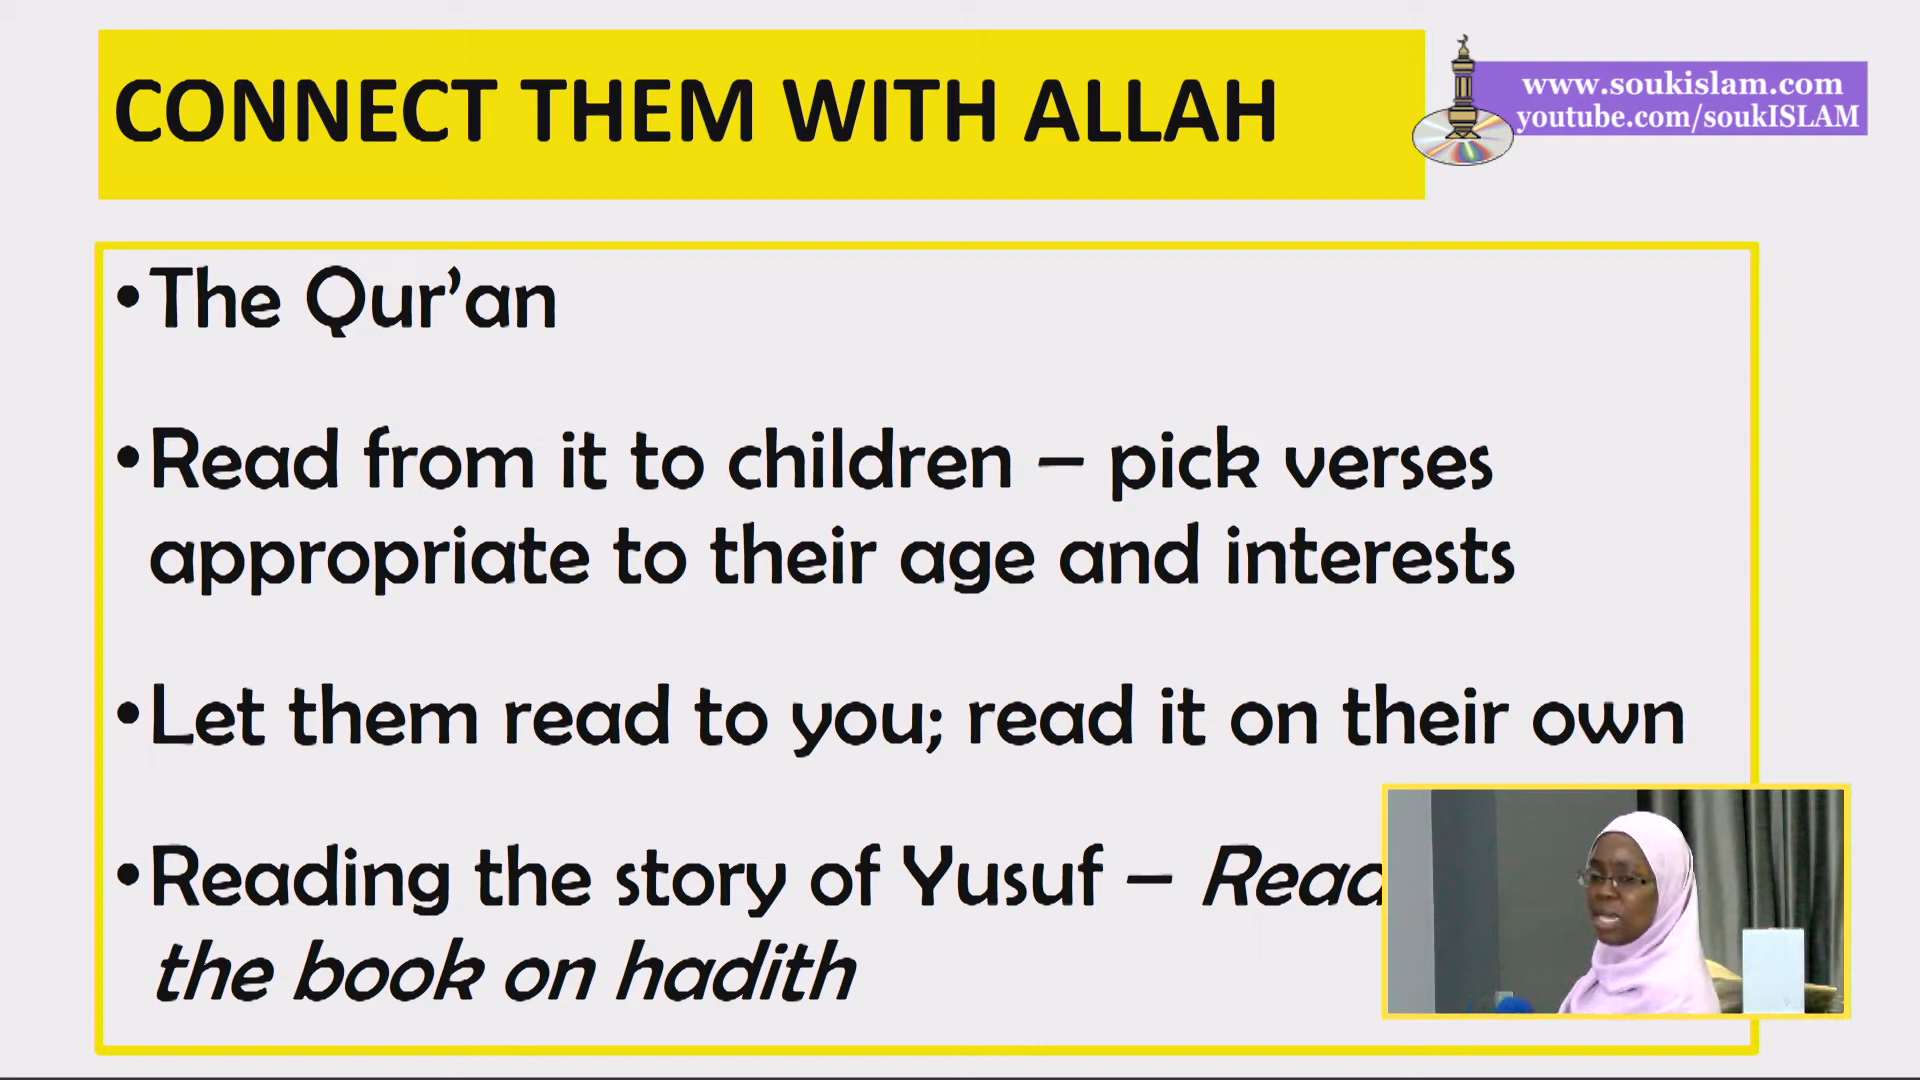 CONNECT THEM WITH ALLAH
www.soukislam.com
youtube.com/soukISLAM
•The Qur’an
•Read from it to children – pick verses
appropriate to their age and interests
•Let them read to you; read it on their own
•Reading the story of Yusuf – Read
the book on hadith